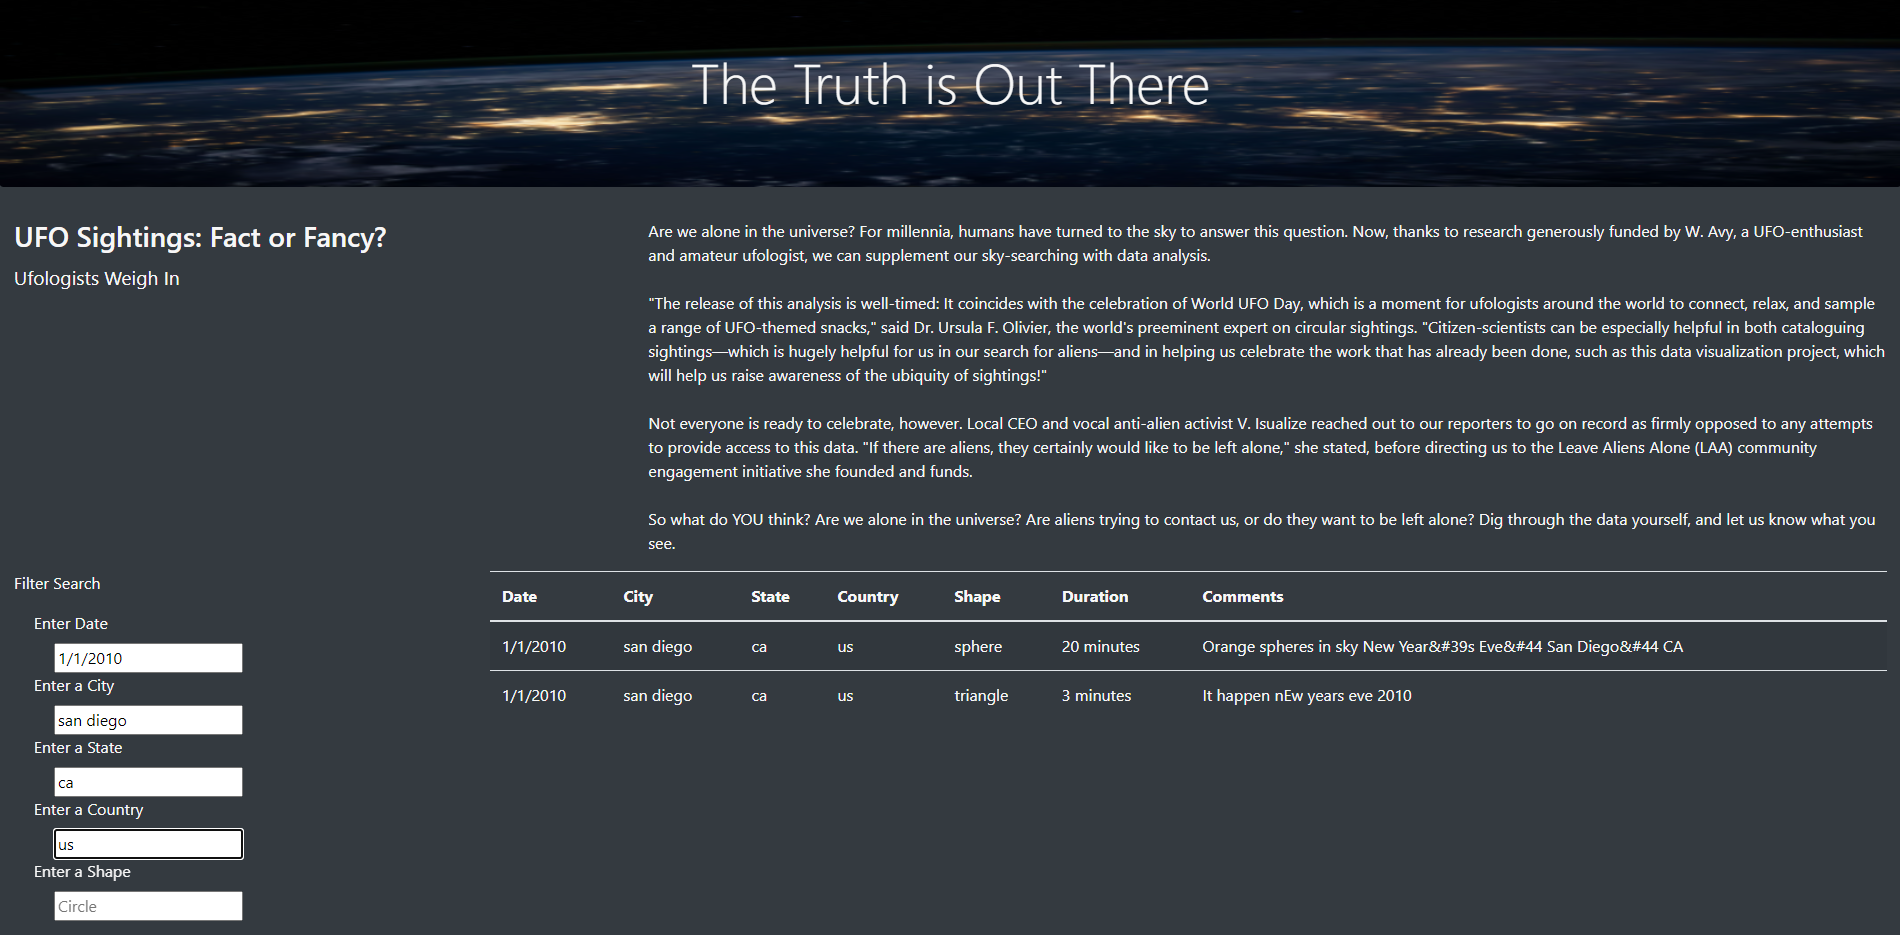 The Truth is Out There
UFO Sightings: Fact or Fancy?
Ufologists Weigh In
Are we alone in the universe? For millennia, humans have turned to the sky to answer this question. Now, thanks to research generously funded by W. Avy, a UFO-enthusiast
and amateur ufologist, we can supplement our sky-searching with data analysis.
"The release of this analysis is well-timed: It coincides with the celebration of World UFO Day, which is a moment for ufologists around the world to connect, relax, and sample
a range of UFO-themed snacks," said Dr. Ursula F. Olivier, the world's preeminent expert on circular sightings. "Citizen-scientists can be especially helpful in both cataloguing
sightings—which is hugely helpful for us in our search for aliens—and in helping us celebrate the work that has already been done, such as this data visualization project, which
will help us raise awareness of the ubiquity of sightings!"
Not everyone is ready to celebrate, however. Local CEO and vocal anti-alien activist V. Isualize reached out to our reporters to go on record as firmly opposed to any attempts
to provide access to this data. "If there are aliens, they certainly would like to be left alone," she stated, before directing us to the Leave Aliens Alone (LAA) community
engagement initiative she founded and funds.
So what do YOU think? Are we alone in the universe? Are aliens trying to contact us, or do they want to be left alone? Dig through the data yourself, and let us know what you
see.
Filter Search
Enter Date
1/1/2010
Enter a City
san diego
Enter a State
ca
Enter a Country
us
Enter a Shape
Circle
Date City State Country Shape Duration Comments
1/1/2010 san diego ca us sphere 20 minutes Orange spheres in sky New Year&#39s Eve&#44 San Diego&#44 CA
1/1/2010 san diego ca us triangle 3 minutes It happen nEw years eve 2010